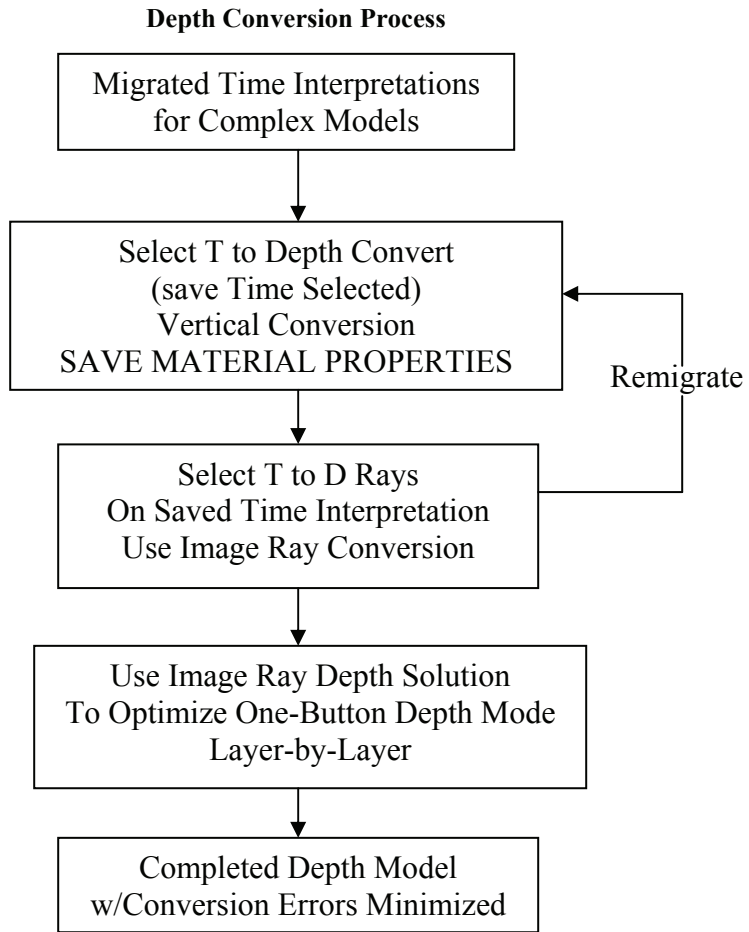 Depth Conversion Process
Migrated Time Interpretations
for Complex Models
Select T to Depth Convert
(save Time Selected)
Vertical Conversion
SAVE MATERIAL PROPERTIES
Remigrate
Select T to D Rays
On Saved Time Interpretation
Use Image Ray Conversion
Use Image Ray Depth Solution
To Optimize One-Button Depth Mode
Layer-by-Layer
Completed Depth Model
w/Conversion Errors Minimized